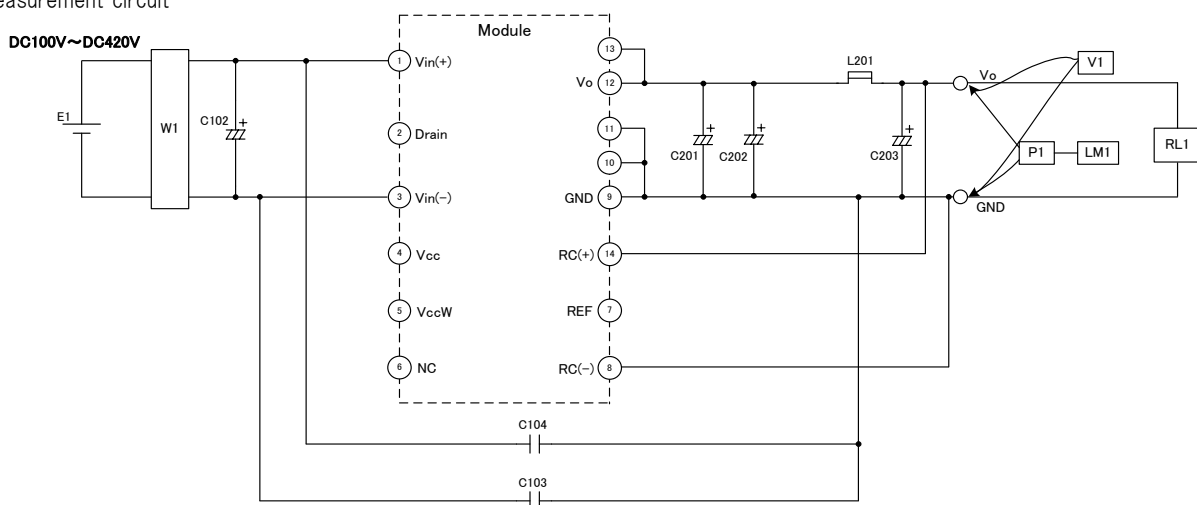 easurement circuit
DC100V～DC420V
Module
E1
W1
C102
+
1 Vin(+)
2 Drain
3 Vin(-)
4 Vcc
5 VccW
6 NC
13
Vo 12
11
10
GND 9
RC(+) 14
REF 7
RC(-) 8
C201
+
C202
+
L201
C203
+
Vo
GND
V1
P1
LM1
RL1
C104
C103